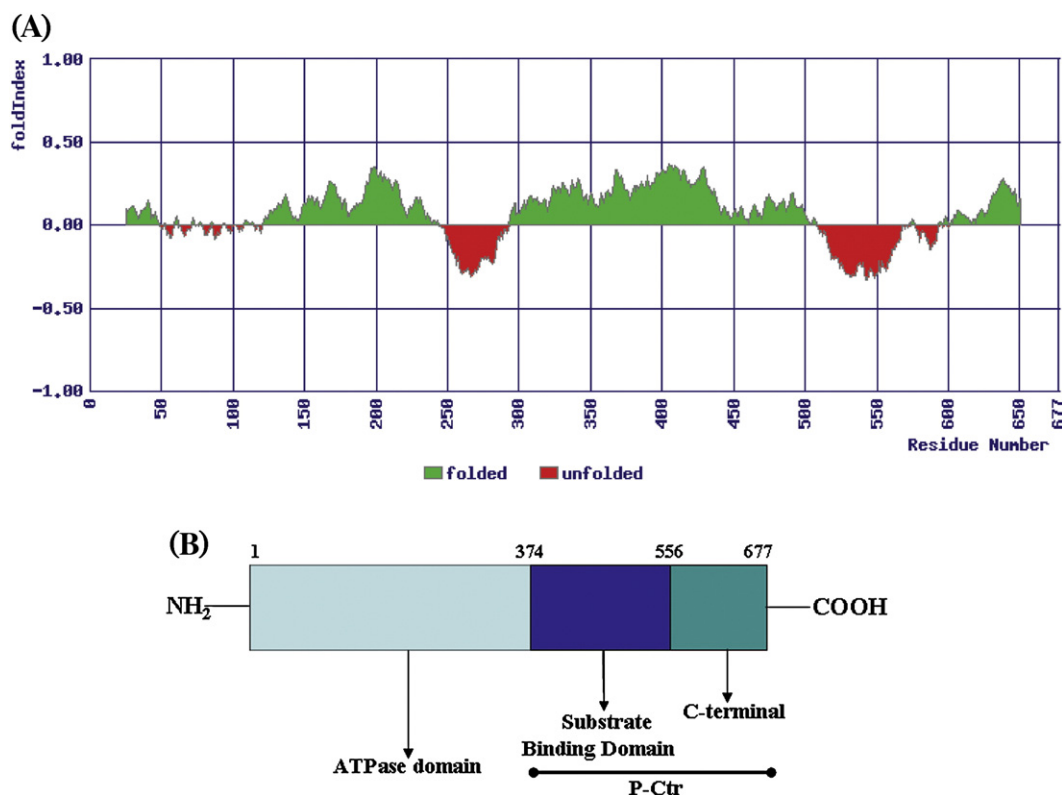 (A)
1.00
0.50
0.00
-0.50
-1.00
foldIndex
0 50 100 150 200 250 300 350 400 450 500 550 600 650 677
Residue Number
folded unfolded
(B)
1 374 556 677
NH2 COOH
C-terminal
Substrate
Binding Domain
ATPase domain
P-Ctr